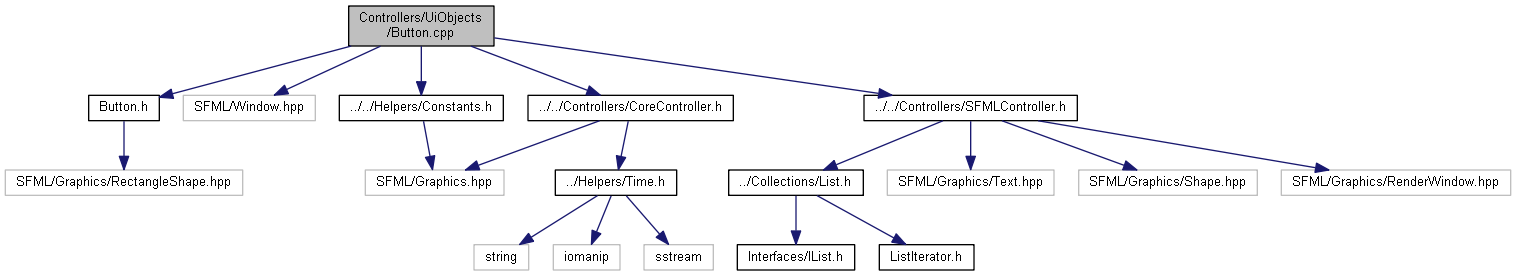 Controllers/UiObjects
/Button.cpp
Button.h
SFML/Window.hpp
../../Helpers/Constants.h
../../Controllers/CoreController.h
../../Controllers/SFMLController.h
SFML/Graphics/RectangleShape.hpp
SFML/Graphics.hpp
../Helpers/Time.h
../Collections/List.h
SFML/Graphics/Text.hpp
SFML/Graphics/Shape.hpp
SFML/Graphics/RenderWindow.hpp
string
iomanip
sstream
Interfaces/IList.h
ListIterator.h